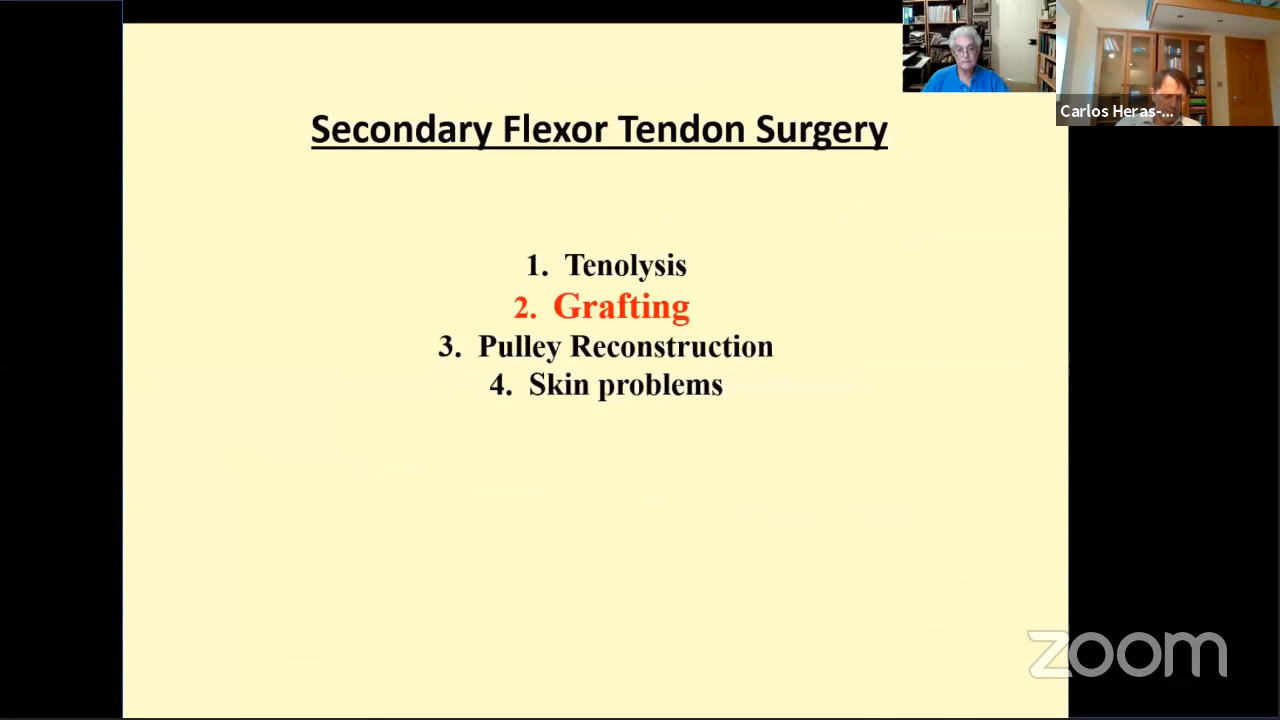 Carlos Heras-...
Secondary Flexor Tendon Surgery
1. Tenolysis
2. Grafting
3. Pulley Reconstruction
4. Skin problems
zoom